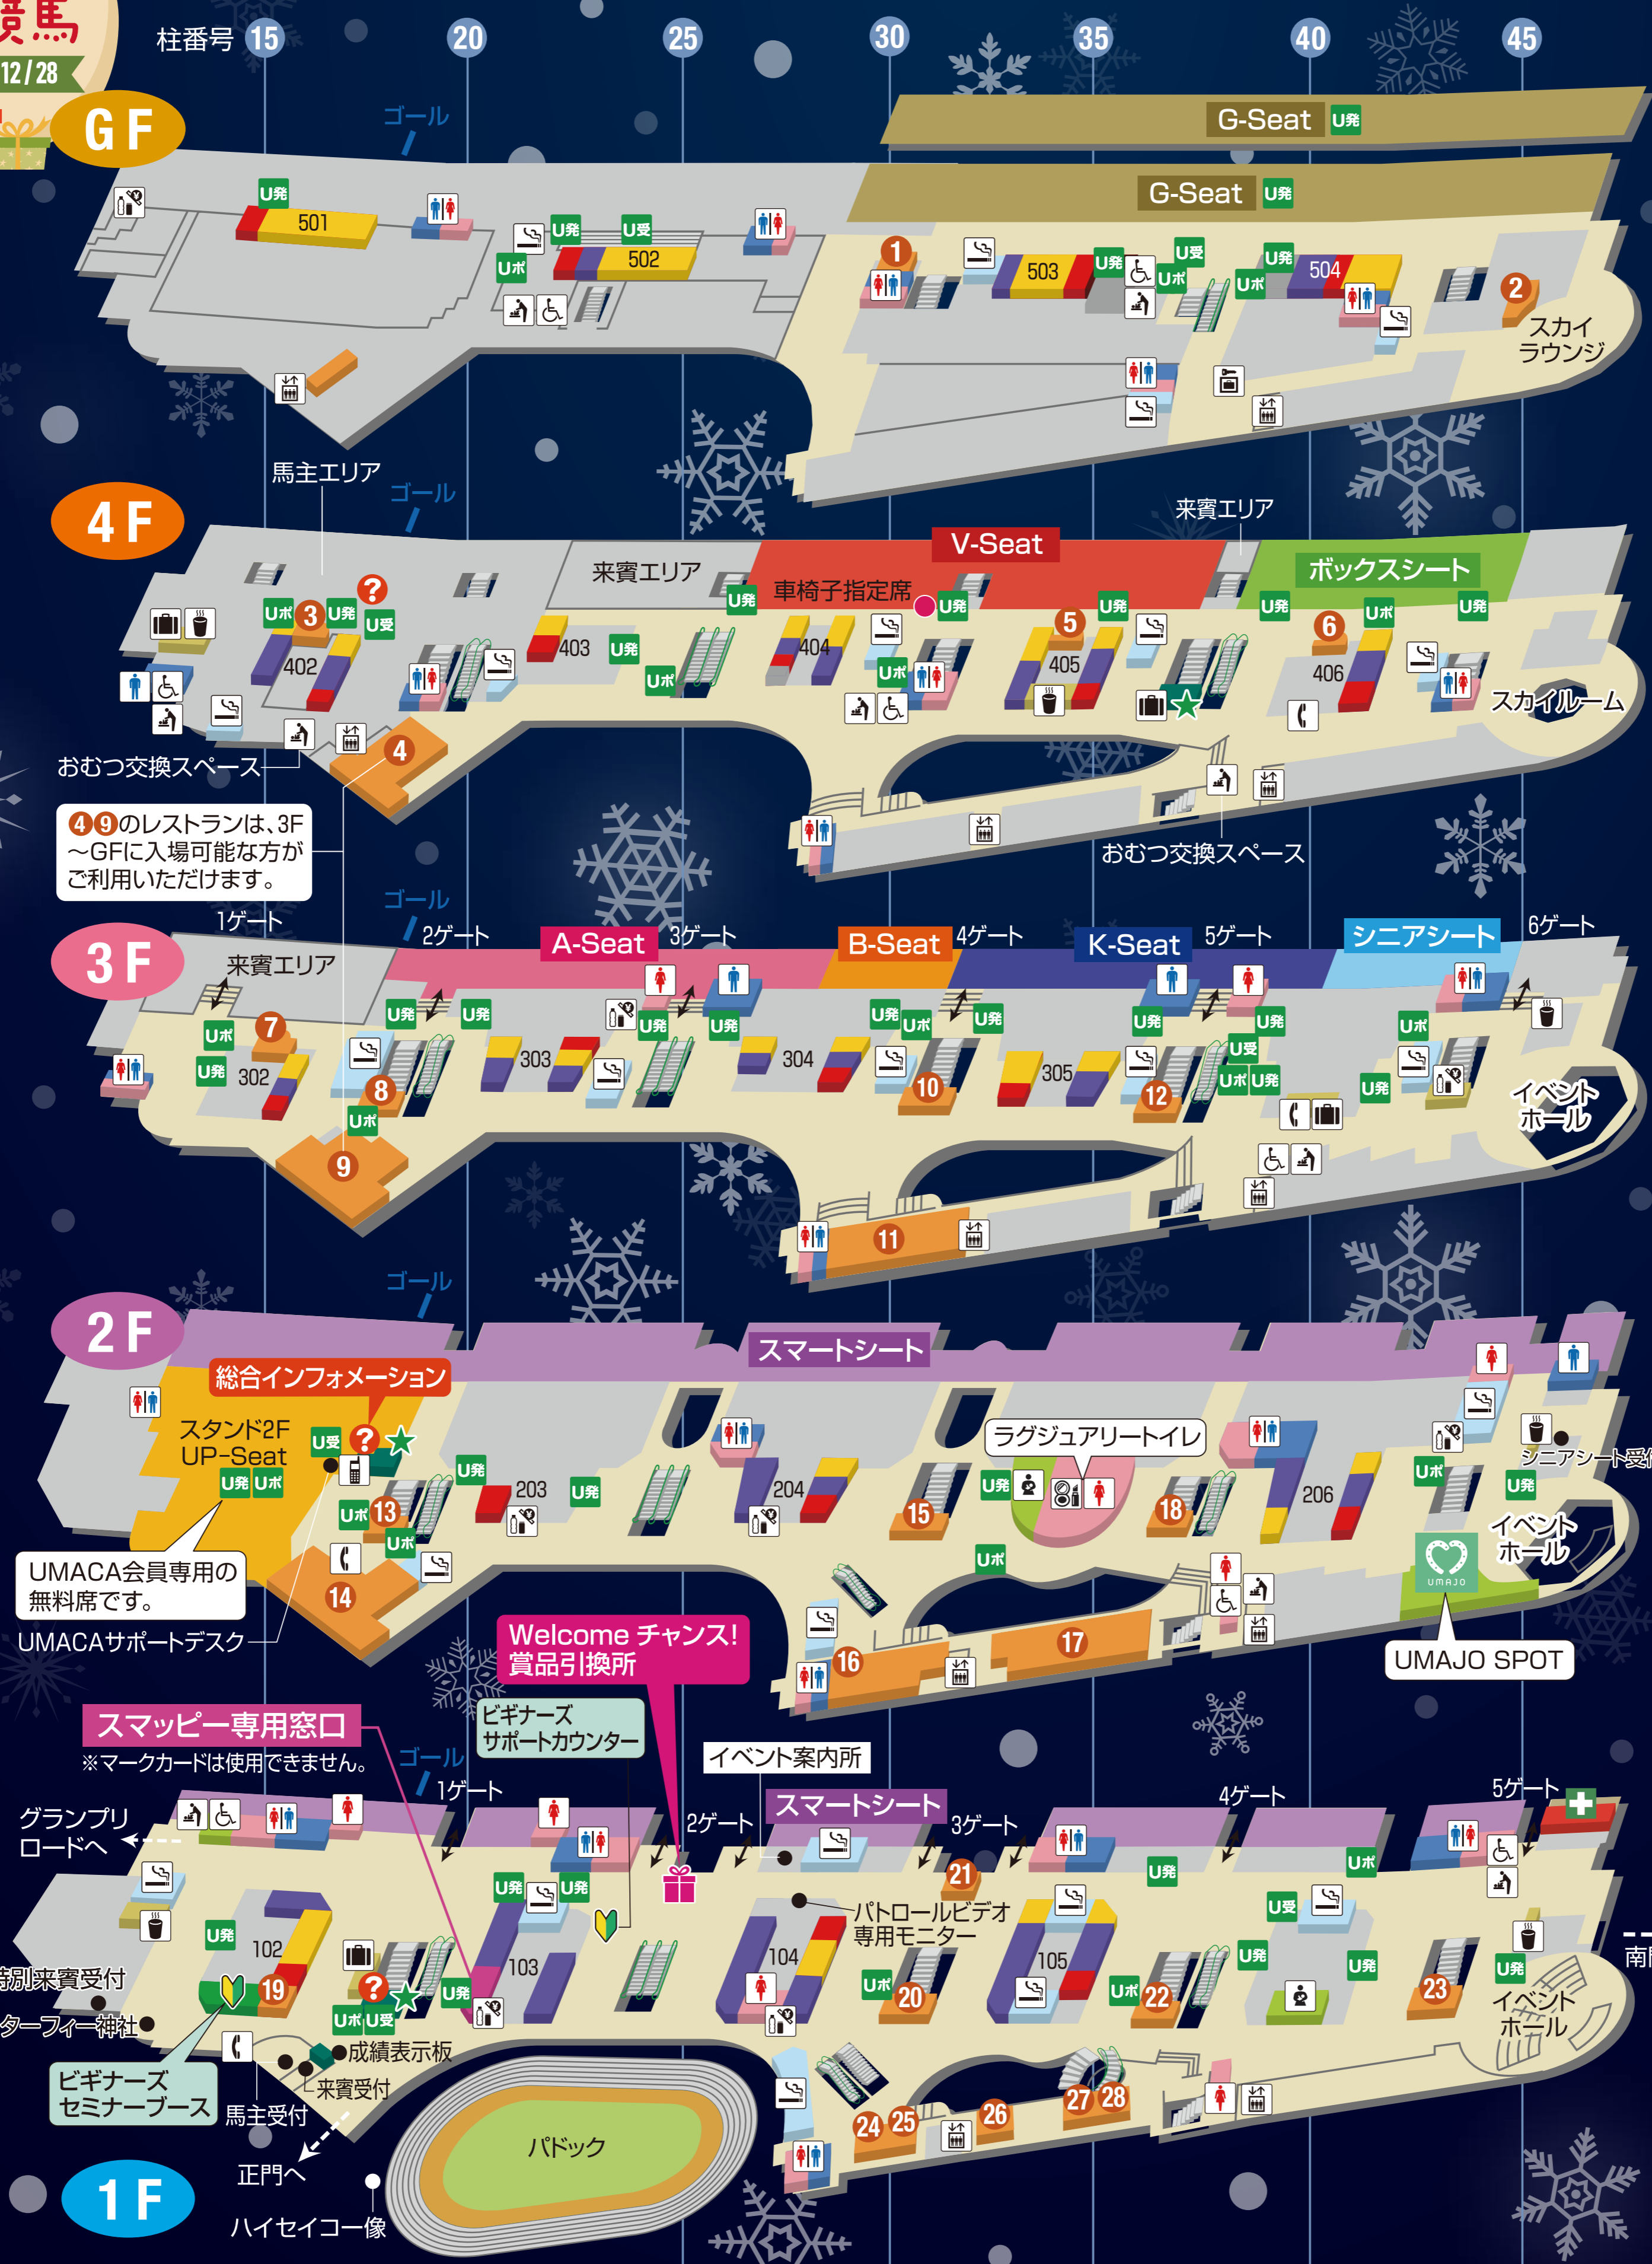 競馬
12/28
柱番号 15 20 25 30 35 40 45
GF
ゴール
G-Seat U発
G-Seat U発
U発
501
U発 U受
Uポ
502
1
503
U発
U受
Uポ
U発
Uポ
504
2
スカイ
ラウンジ
馬主エリア
4F
ゴール
来賓エリア
V-Seat
来賓エリア
ボックスシート
車椅子指定席
U発 U発 U発 U発 Uポ U発
Uポ 3 U発 ?
U受
402
403
U発
Uポ
404
Uポ
5
405
6
406
スカイルーム
4
おむつ交換スペース
おむつ交換スペース
49のレストランは、3F
〜GFに入場可能な方が
ご利用いただけます。
3F
ゴール
1ゲート
2ゲート
A-Seat
3ゲート
B-Seat
4ゲート
K-Seat
5ゲート
シニアシート
6ゲート
来賓エリア
U発 U発 U発 U発 U発 Uポ U発 U発 U発 Uポ
Uポ 7
U発
302
8
Uポ
303
304
10
305
12
U受
Uポ U発
U発
イベント
ホール
9
11
2F
ゴール
スマートシート
総合インフォメーション
スタンド2F
UP-Seat
U発 Uポ
U受 ?
Uポ 13
Uポ
U発
203
U発
204
15
ラグジュアリートイレ
U発
Uポ
18
206
シニアシート受付
Uポ
U発
イベント
ホール
UMAJO
UMAJO SPOT
UMACA会員専用の
無料席です。
UMACAサポートデスク
14
16
17
Welcome チャンス!
賞品引換所
スマッピー専用窓口
※マークカードは使用できません。
ビギナーズ
サポートカウンター
イベント案内所
1F
ゴール
1ゲート
2ゲート
スマートシート
3ゲート
4ゲート
5ゲート
グランプリ
ロードへ
U発
102
19
?
Uポ U受
U発
U発 U発
103
104
パトロールビデオ
専用モニター
21
Uポ 20
105
Uポ 22
U発
Uポ
U受
U発
U発
23
U発
イベント
ホール
特別来賓受付
ターフィー神社
成績表示板
来賓受付
馬主受付
ビギナーズ
セミナーブース
正門へ
ハイセイコー像
パドック
24 25 26 27 28